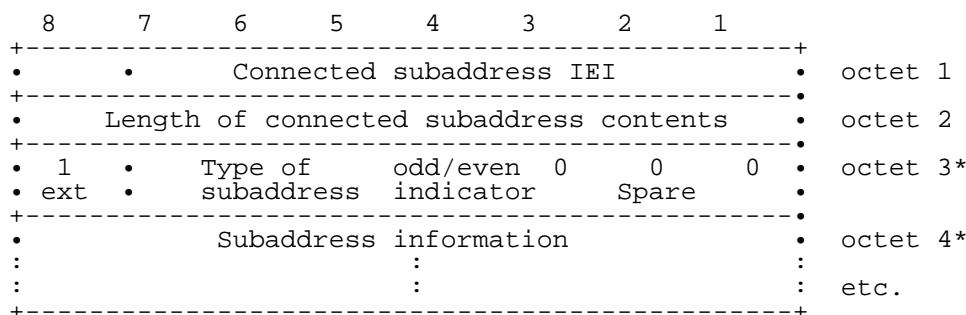 8 7 6 5 4 3 2 1
+------------------------------------------------+
• • Connected subaddress IEI • octet 1
+------------------------------------------------•
• Length of connected subaddress contents • octet 2
+------------------------------------------------•
• 1 • Type of odd/even 0 0 0 • octet 3*
• ext • subaddress indicator Spare •
+------------------------------------------------•
• Subaddress information • octet 4*
: : :
: : : etc.
+------------------------------------------------+